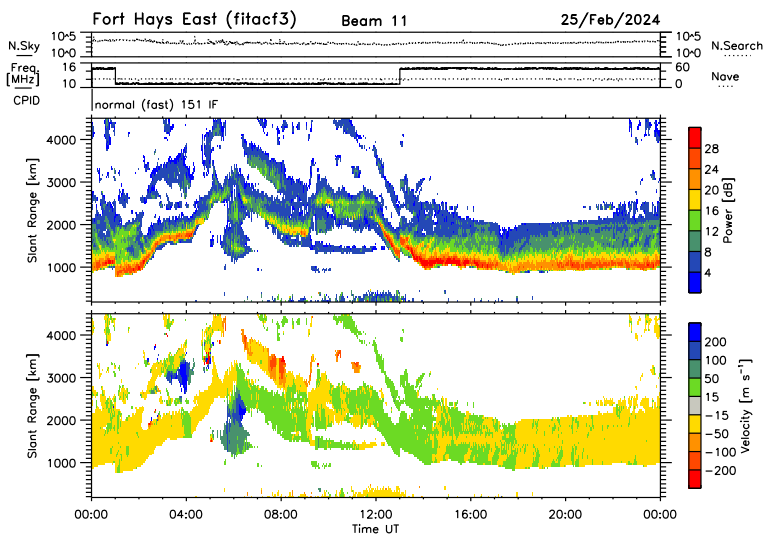 Fort Hays East (fitacf3) Beam 11 25/Feb/2024
N.Sky 10^5 10^0 10^5 10^0 N.Search
Freq. [MHz] 16 10 60 0 Nave
CPID normal (fast) 151 IF
Slant Range [km]
4000
3000
2000
1000
Power [dB]
28
24
20
16
12
8
4
Slant Range [km]
4000
3000
2000
1000
Velocity [m s⁻¹]
200
100
50
15
−15
−50
−100
−200
00:00 04:00 08:00 12:00 16:00 20:00 00:00
Time UT